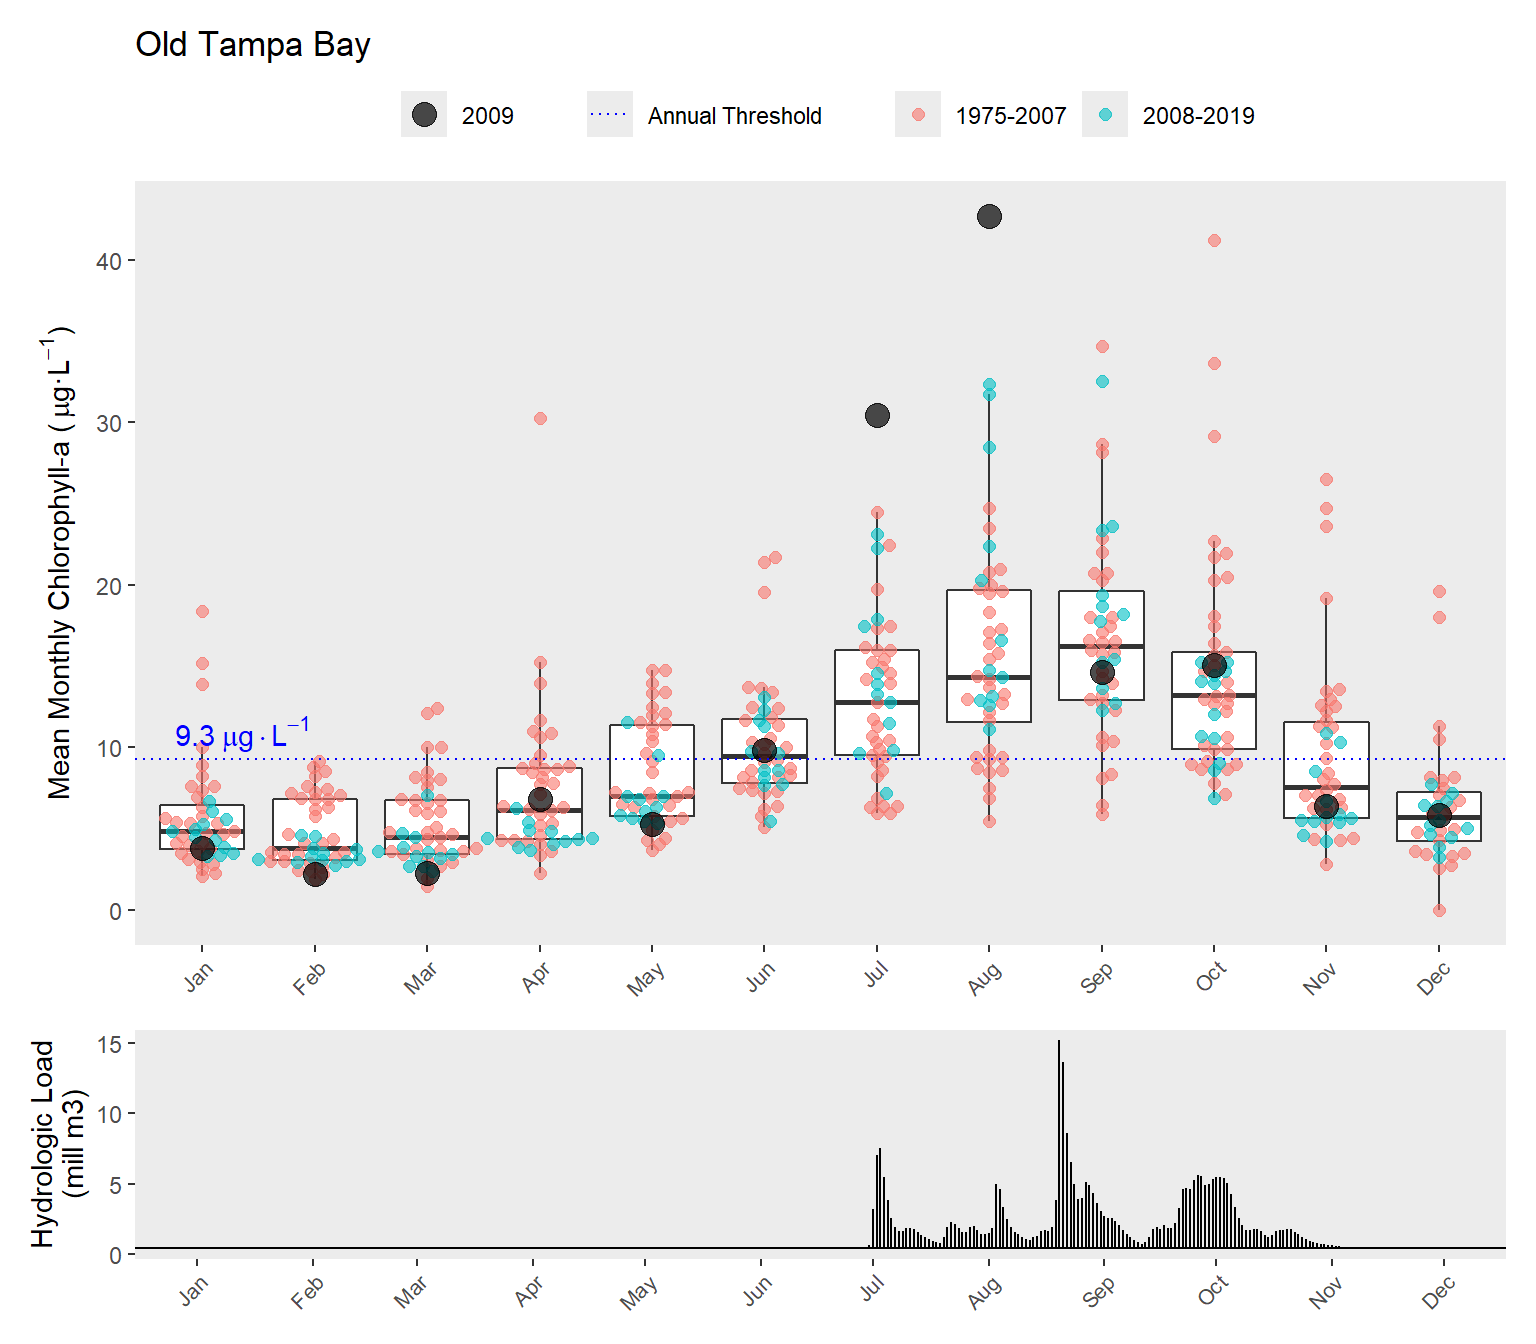 Old Tampa Bay
2009 Annual Threshold 1975-2007 2008-2019
Mean Monthly Chlorophyll-a ( μg·L⁻¹)
40
30
20
10
0
9.3 μg·L⁻¹
Jan Feb Mar Apr May Jun Jul Aug Sep Oct Nov Dec
Hydrologic Load
(mill m3)
15
10
5
0
Jan Feb Mar Apr May Jun Jul Aug Sep Oct Nov Dec